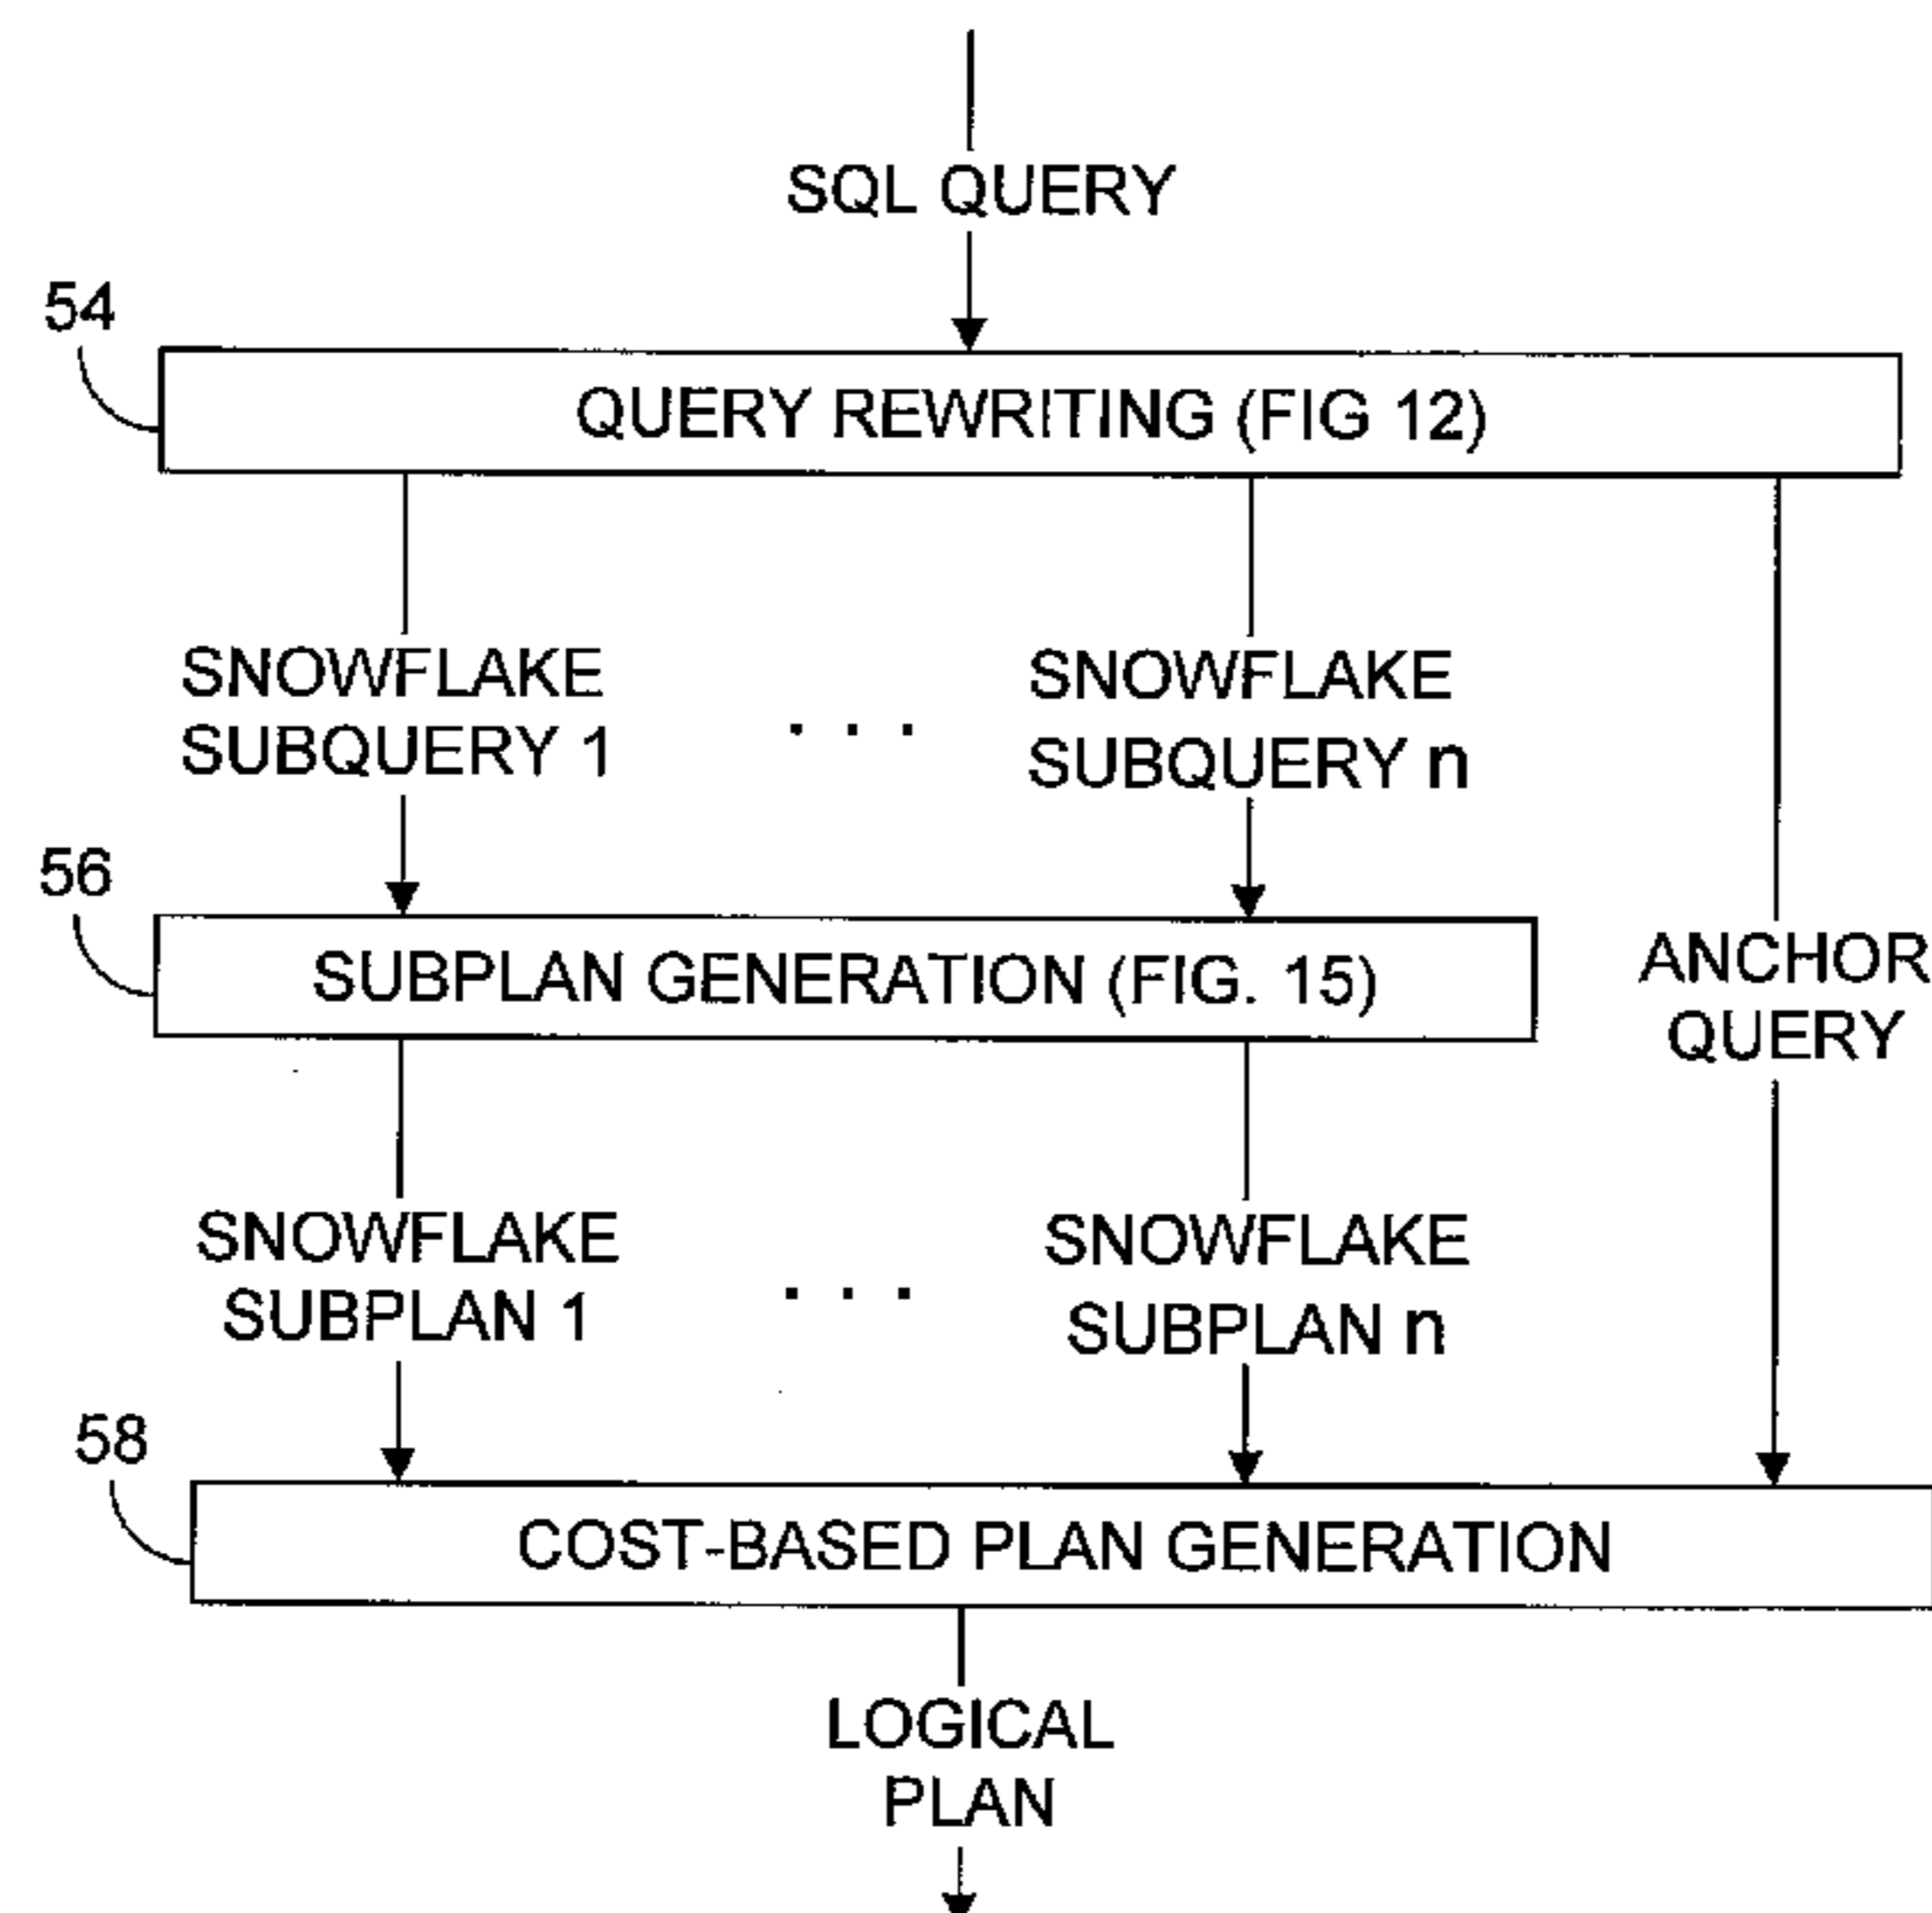 SQL QUERY
54
QUERY REWRITING (FIG 12)
SNOWFLAKE
SUBQUERY 1
. . .
SNOWFLAKE
SUBQUERY n
56
SUBPLAN GENERATION (FIG. 15)
ANCHOR
QUERY
SNOWFLAKE
SUBPLAN 1
. . .
SNOWFLAKE
SUBPLAN n
58
COST-BASED PLAN GENERATION
LOGICAL
PLAN